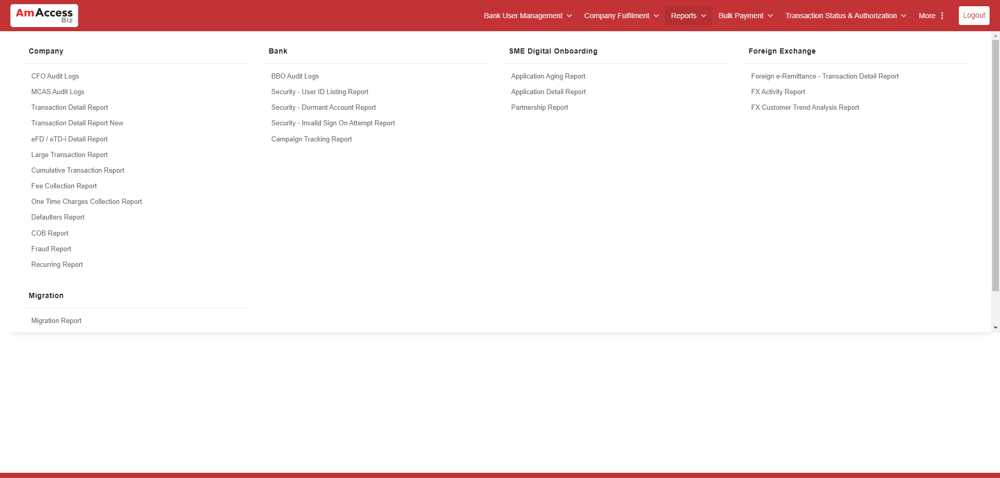 AmAccess
Biz
Bank User Management
Company Fulfilment
Reports
Bulk Payment
Transaction Status & Authorization
More
Logout
Company
CFO Audit Logs
MCAS Audit Logs
Transaction Detail Report
Transaction Detail Report New
eFD / eTD-i Detail Report
Large Transaction Report
Cumulative Transaction Report
Fee Collection Report
One Time Charges Collection Report
Defaulters Report
COB Report
Fraud Report
Recurring Report
Bank
BBO Audit Logs
Security - User ID Listing Report
Security - Dormant Account Report
Security - Invalid Sign On Attempt Report
Campaign Tracking Report
SME Digital Onboarding
Application Aging Report
Application Detail Report
Partnership Report
Foreign Exchange
Foreign e-Remittance - Transaction Detail Report
FX Activity Report
FX Customer Trend Analysis Report
Migration
Migration Report